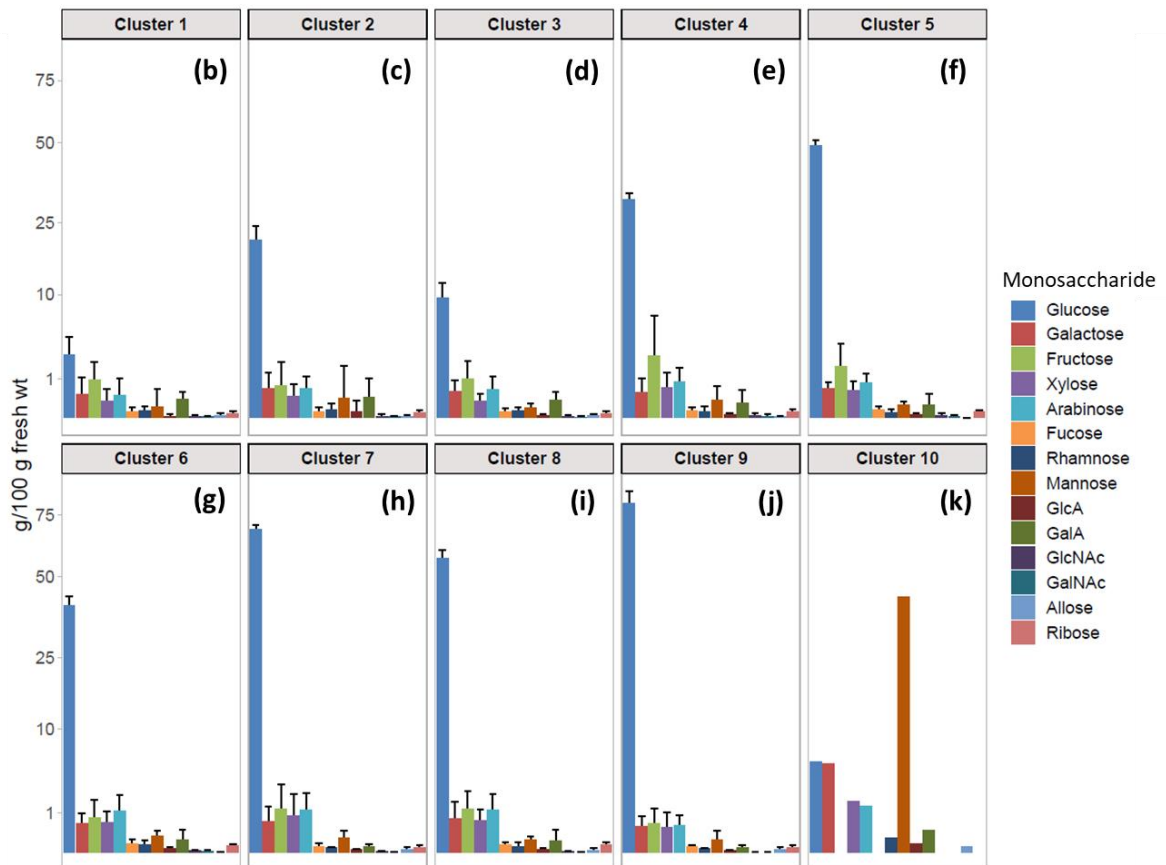 Cluster 1
Cluster 2
Cluster 3
Cluster 4
Cluster 5
(b)
(c)
(d)
(e)
(f)
75
50
25
10
1
g/100 g fresh wt
Cluster 6
Cluster 7
Cluster 8
Cluster 9
Cluster 10
(g)
(h)
(i)
(j)
(k)
75
50
25
10
1
Monosaccharide
Glucose
Galactose
Fructose
Xylose
Arabinose
Fucose
Rhamnose
Mannose
GlcA
GalA
GlcNAc
GalNAc
Allose
Ribose